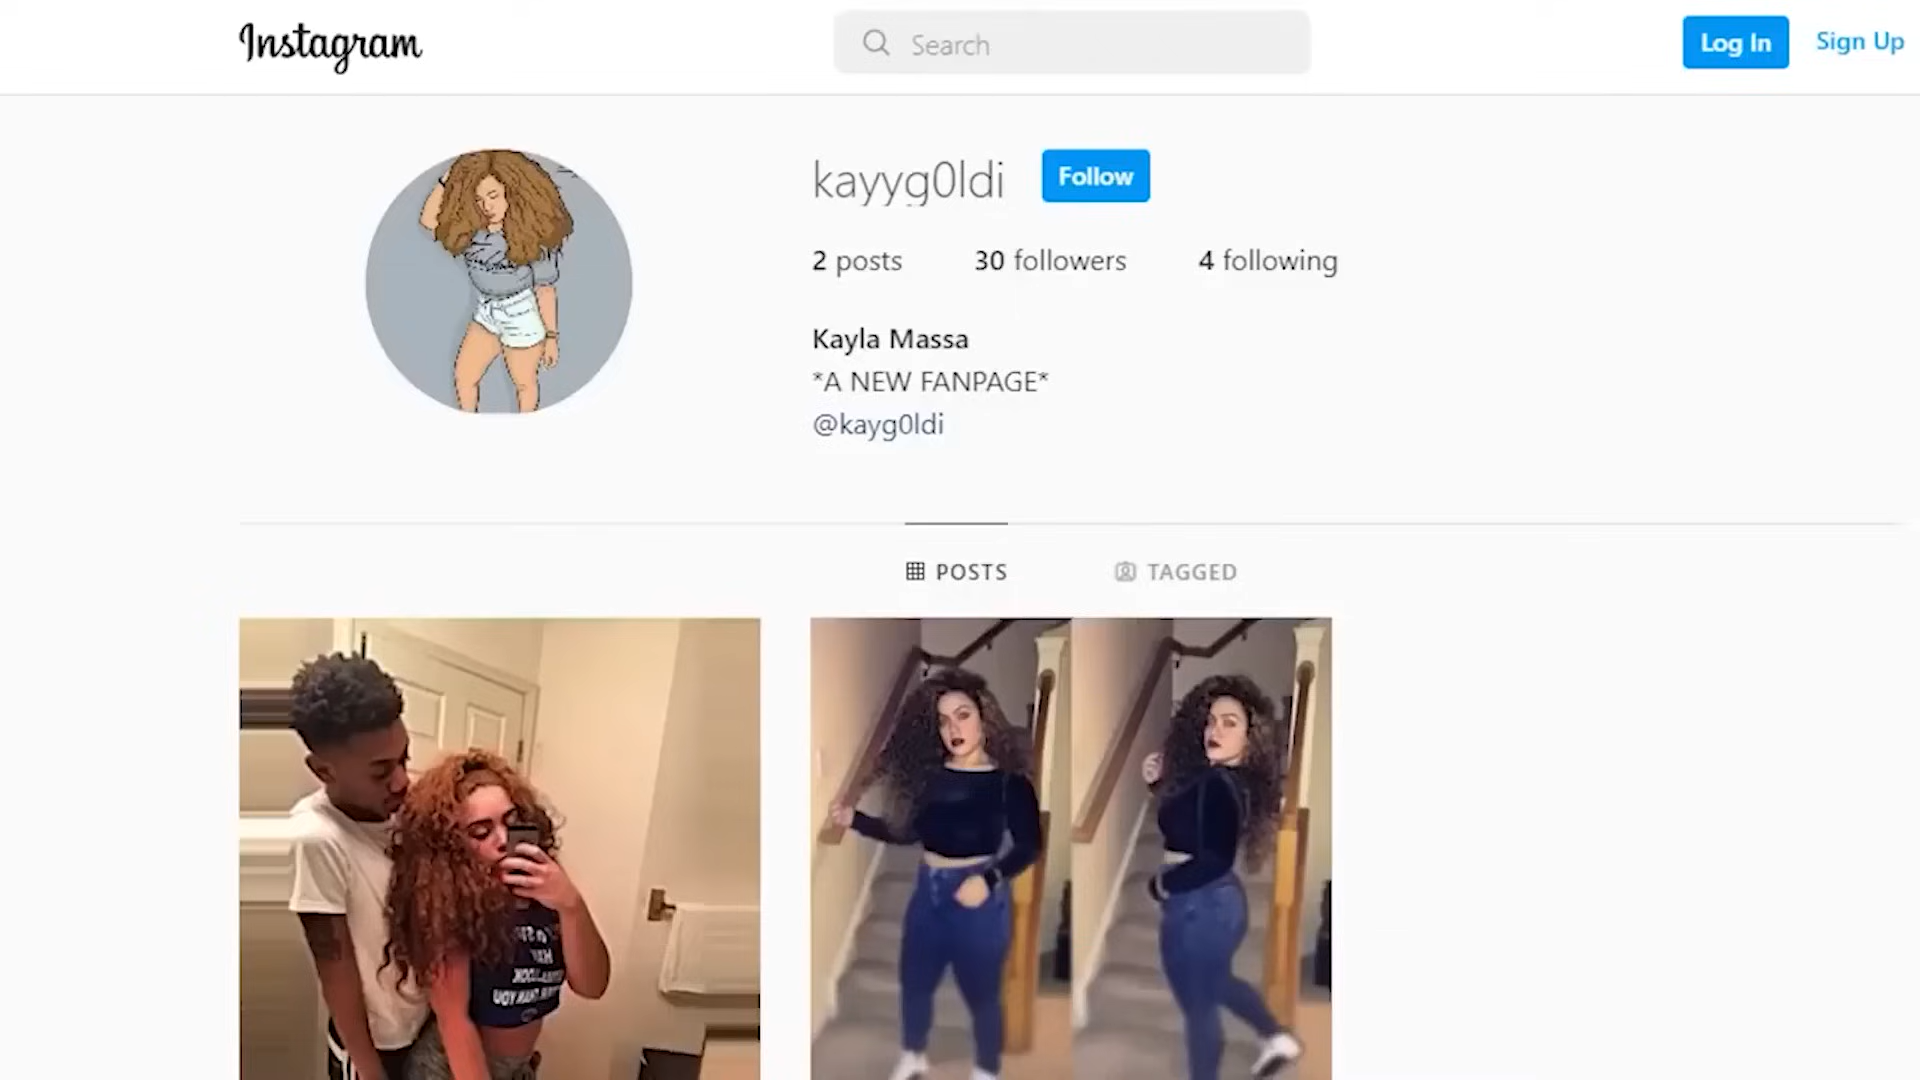 Instagram
Search
Log In
Sign Up
kayyg0ldi
Follow
2 posts
30 followers
4 following
Kayla Massa
*A NEW FANPAGE*
@kayg0ldi
POSTS
TAGGED